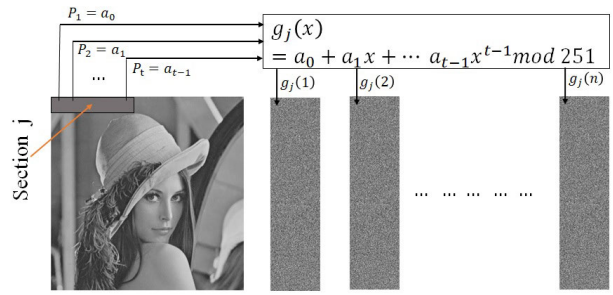 P₁ = a₀
P₂ = a₁
...
Pₜ = aₜ₋₁
gⱼ(x)
= a₀ + a₁x + ⋯ aₜ₋₁xᵗ⁻¹mod 251
gⱼ(1)
gⱼ(2)
gⱼ(n)
Section j
... ... ... ... ...